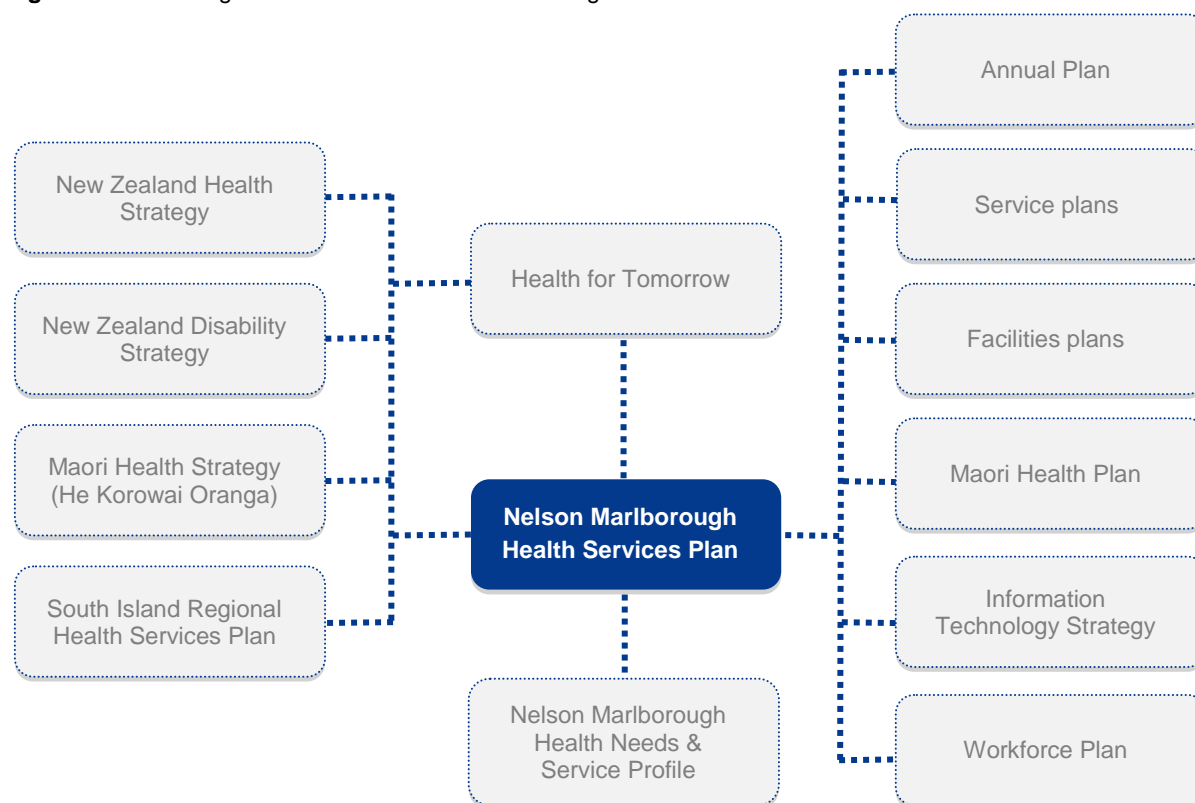 Annual Plan
New Zealand Health
Strategy
Service plans
Health for Tomorrow
New Zealand Disability
Strategy
Facilities plans
Maori Health Strategy
(He Korowai Oranga)
Maori Health Plan
Nelson Marlborough
Health Services Plan
South Island Regional
Health Services Plan
Information
Technology Strategy
Nelson Marlborough
Health Needs &
Service Profile
Workforce Plan